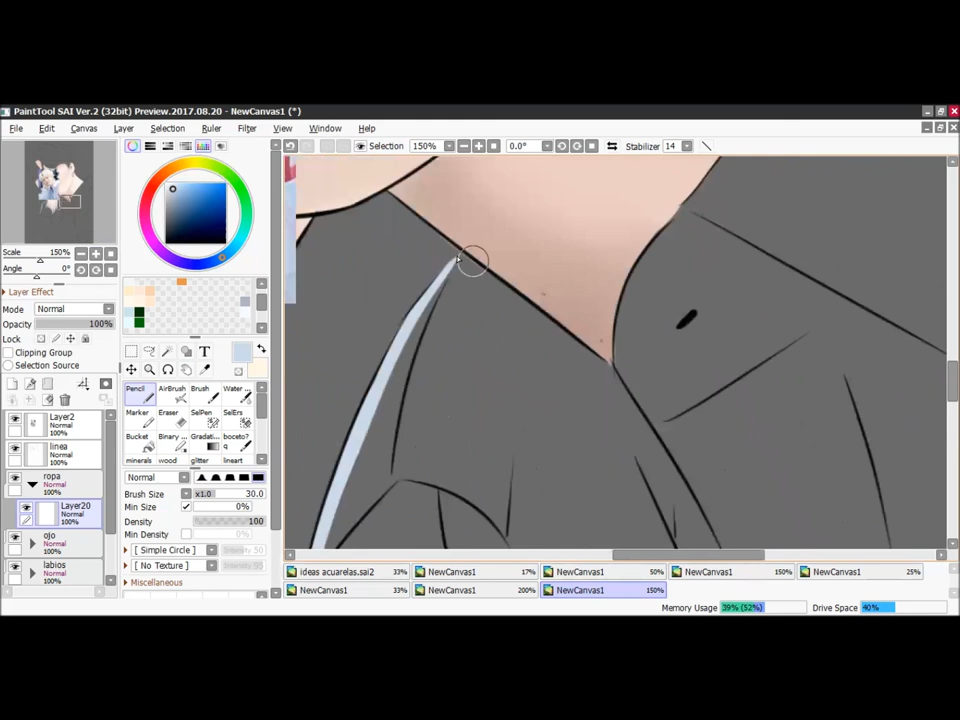 PaintTool SAI Ver.2 (32bit) Preview.2017.08.20 - NewCanvas1 (*)
File Edit Canvas Layer Selection Ruler Filter View Window Help
Selection 150% 0.0° Stabilizer 14
Scale 150%
Angle 0°
Layer Effect
Mode Normal
Opacity 100%
Lock
Clipping Group
Selection Source
Layer2
Normal
100%
linea
Normal
100%
ropa
Normal
100%
Layer20
Normal
100%
ojo
Normal
100%
labios
Normal
100%
T
Pencil AirBrush Brush Water ..
Marker Eraser SelPen SelErs
Bucket Binary .. Gradati.. boceto?
q
minerals wood glitter lineart
Normal
Brush Size x1.0 30.0
Min Size 0%
Density 100
Min Density 0%
[ Simple Circle ] Intensity 50
[ No Texture ] Intensity 95
Miscellaneous
ideas acuarelas.sai2 33% NewCanvas1 17% NewCanvas1 50% NewCanvas1 150% NewCanvas1 25%
NewCanvas1 33% NewCanvas1 200% NewCanvas1 150%
Memory Usage 39% (52%) Drive Space 40%